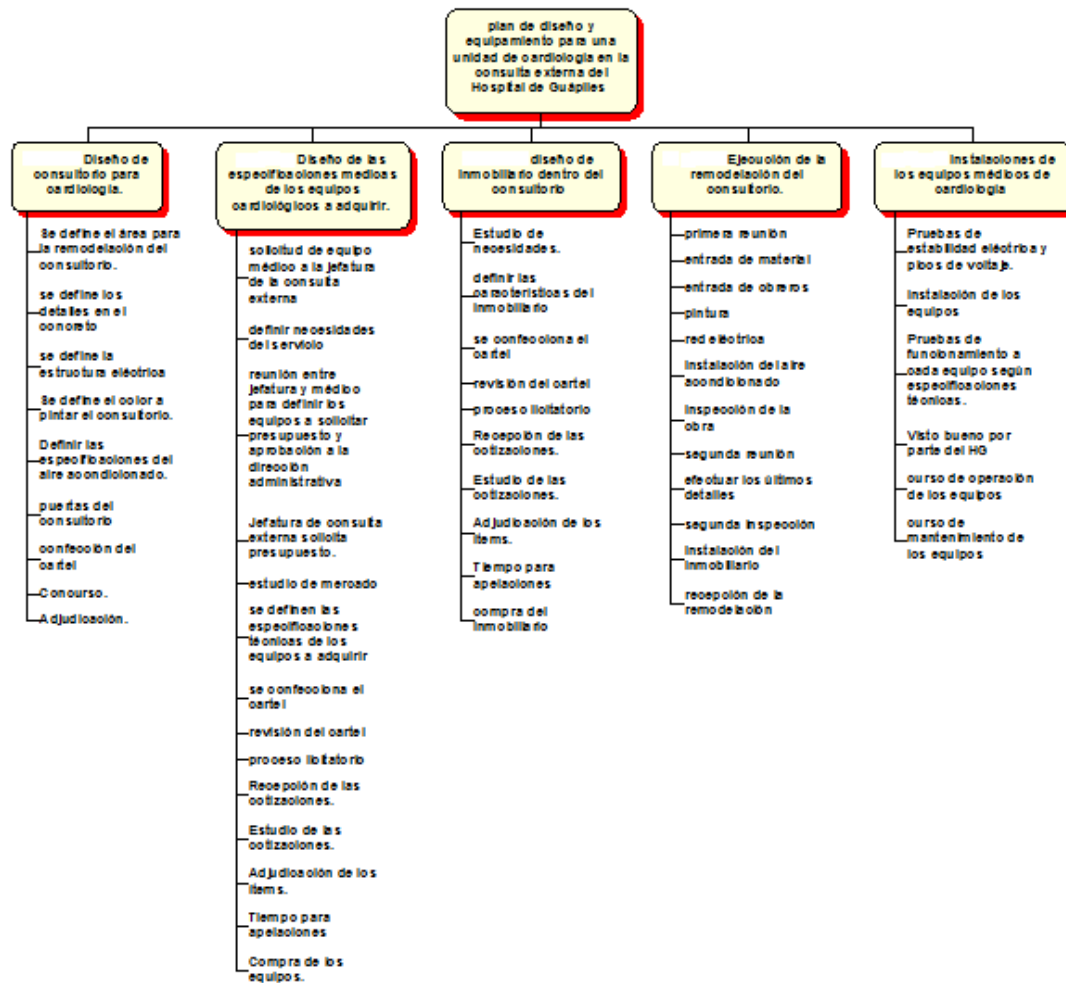 plan de diseño y
equipamiento para una
unidad de cardiología en la
consulta externa del
Hospital de Guápiles
Diseño de
consultorio para
cardiología.
Se define el área para
la remodelación del
consultorio.
se define los
detalles en el
concreto
se define la
estructura eléctrica
Se define el color a
pintar el consultorio.
Definir las
especificaciones del
aire acondicionado.
puertas del
consultorio
confección del
cartel
Concurso.
Adjudicación.
Diseño de las
especificaciones medicas
de los equipos
cardiológicos a adquirir.
solicitud de equipo
médico a la jefatura
de la consulta
externa
definir necesidades
del servicio
reunión entre
jefatura y médico
para definir los
equipos a solicitar
presupuesto y
aprobación a la
dirección
administrativa
Jefatura de consulta
externa solicita
presupuesto.
estudio de mercado
se definen las
especificaciones
técnicas de los
equipos a adquirir
se confecciona el
cartel
revisión del cartel
proceso licitatorio
Recepción de las
cotizaciones.
Estudio de las
cotizaciones.
Adjudicación de los
items.
Tiempo para
apelaciones
Compra de los
equipos.
diseño de
inmobiliario dentro del
consultorio
Estudio de
necesidades.
definir las
características del
inmobiliario
se confecciona el
cartel
revisión del cartel
proceso licitatorio
Recepción de las
cotizaciones.
Estudio de las
cotizaciones.
Adjudicación de los
items.
Tiempo para
apelaciones
compra del
inmobiliario
Ejecución de la
remodelación del
consultorio.
primera reunión
entrada de material
entrada de obreros
pintura
red eléctrica
instalación del aire
acondicionado
inspección de la
obra
segunda reunión
efectuar los últimos
detalles
segunda inspección
instalación del
inmobiliario
recepción de la
remodelación
instalaciones de
los equipos médicos de
cardiología
Pruebas de
estabilidad eléctrica y
picos de voltaje.
instalación de los
equipos
Pruebas de
funcionamiento a
cada equipo según
especificaciones
técnicas.
Visto bueno por
parte del HG
curso de operación
de los equipos
curso de
mantenimiento de
los equipos